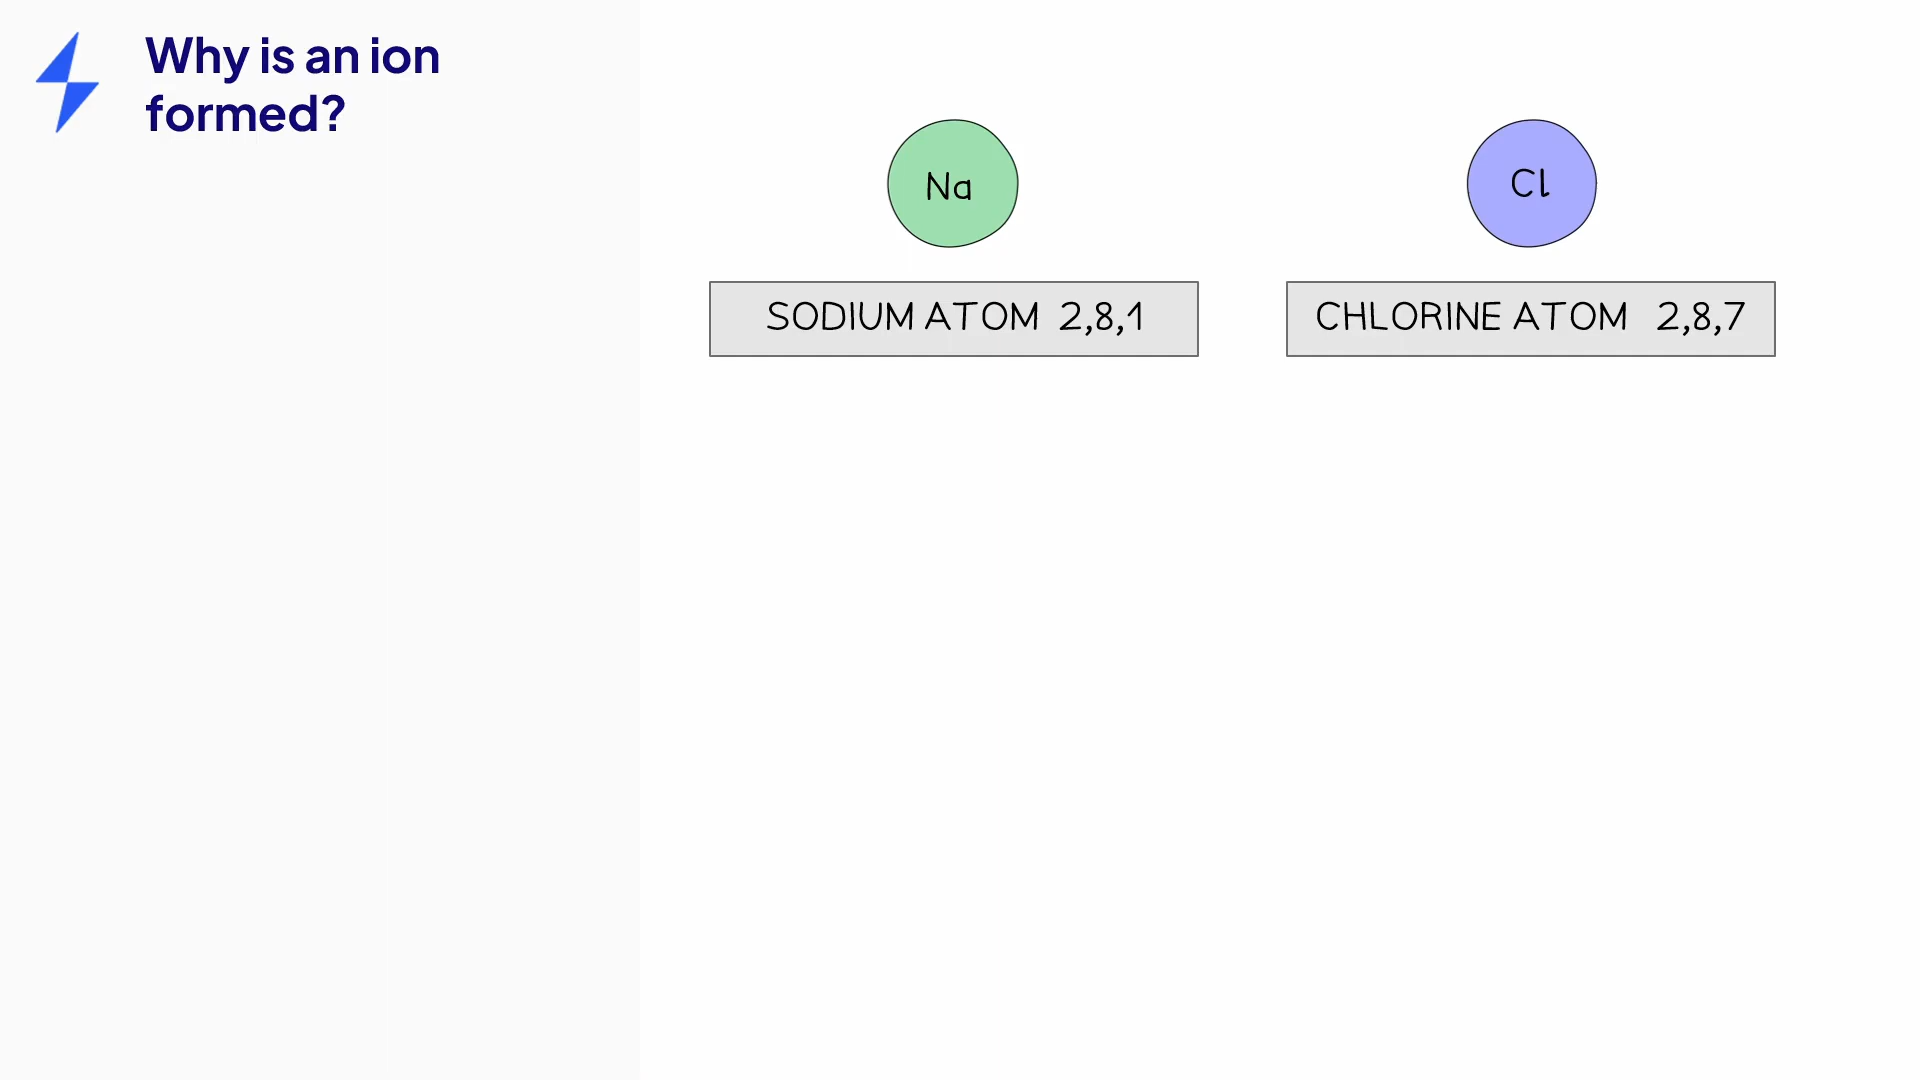 Why is an ion
formed?
Na
Cl
SODIUM ATOM 2,8,1
CHLORINE ATOM 2,8,7